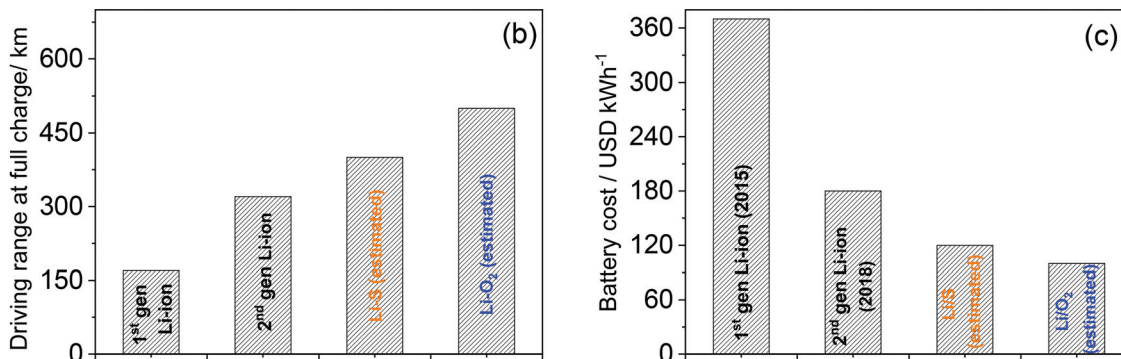 (b)
Driving range at full charge/ km
600
450
300
150
0
1st gen
Li-ion
2nd gen Li-ion
Li-S (estimated)
Li-O₂ (estimated)
(c)
Battery cost / USD kWh⁻¹
360
300
240
180
120
60
0
1st gen Li-ion (2015)
2nd gen Li-ion
(2018)
Li/S
(estimated)
Li/O₂
(estimated)